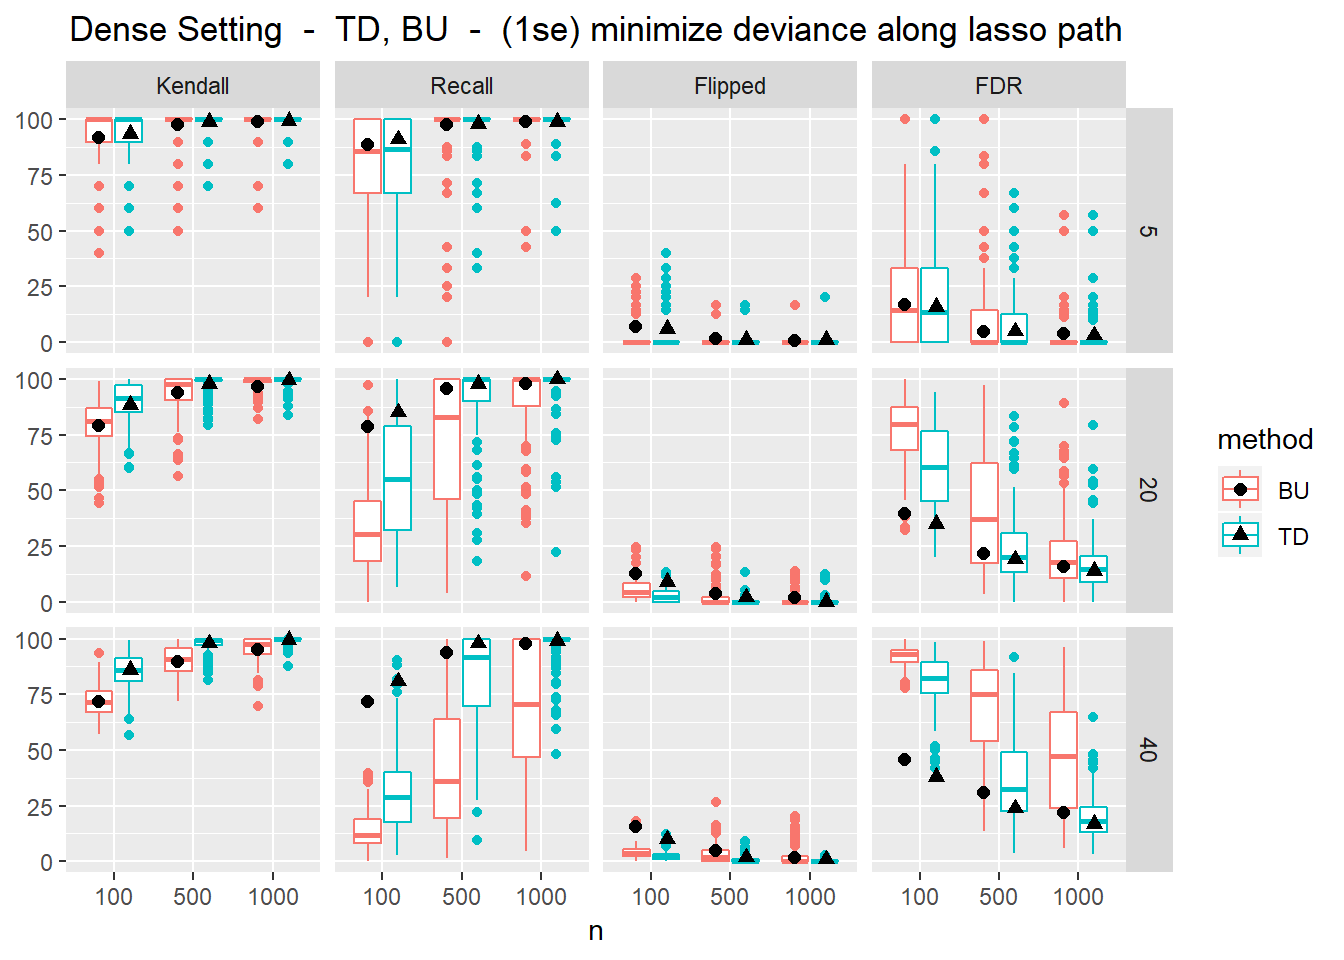 Dense Setting  -  TD, BU  -  (1se) minimize deviance along lasso path
Kendall Recall Flipped FDR
100
75
50
25
0
5
100
75
50
25
0
20
100
75
50
25
0
40
100 500 1000 100 500 1000 100 500 1000 100 500 1000
n
method
BU
TD